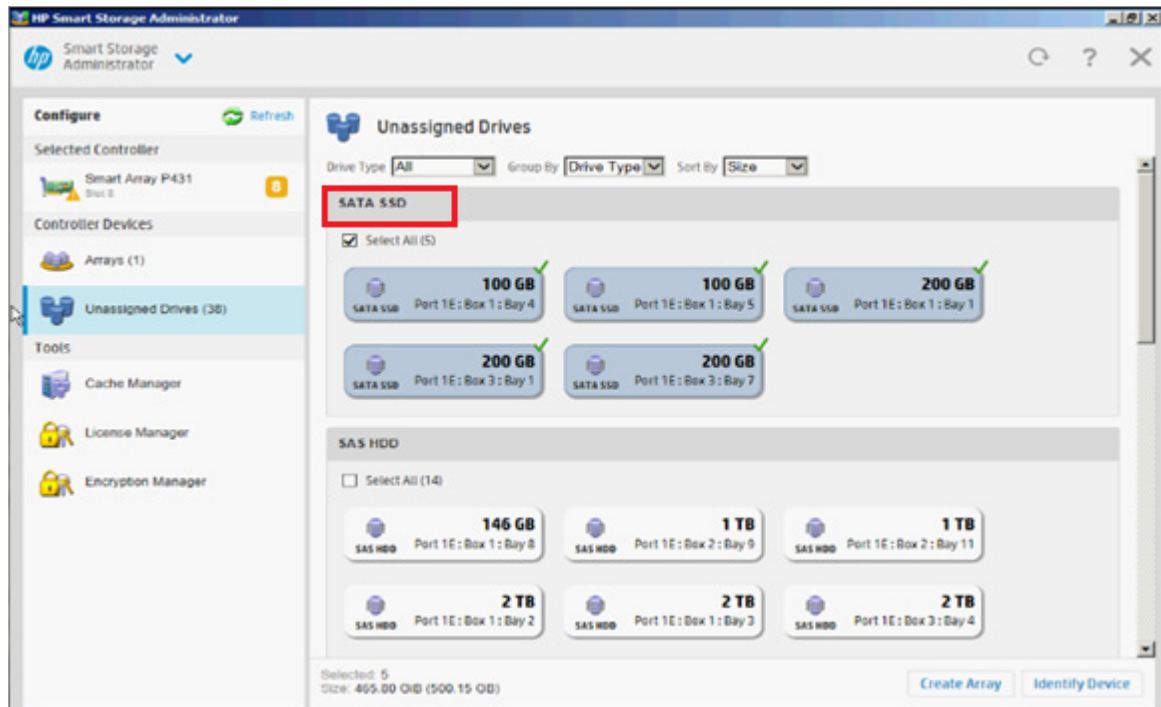 HP Smart Storage Administrator
hp
Smart Storage
Administrator
?
Configure
Refresh
Selected Controller
Smart Array P431
Slot 8
8
Controller Devices
Arrays (1)
Unassigned Drives (38)
Tools
Cache Manager
License Manager
Encryption Manager
Unassigned Drives
Drive Type All Group By Drive Type Sort By Size
SATA SSD
Select All (5)
SATA SSD 100 GB
Port 1E : Box 1 : Bay 4
SATA SSD 100 GB
Port 1E : Box 1 : Bay 5
SATA SSD 200 GB
Port 1E : Box 1 : Bay 1
SATA SSD 200 GB
Port 1E : Box 3 : Bay 1
SATA SSD 200 GB
Port 1E : Box 3 : Bay 7
SAS HDD
Select All (14)
SAS HDD 146 GB
Port 1E : Box 1 : Bay 8
SAS HDD 1 TB
Port 1E : Box 2 : Bay 9
SAS HDD 1 TB
Port 1E : Box 2 : Bay 11
SAS HDD 2 TB
Port 1E : Box 1 : Bay 2
SAS HDD 2 TB
Port 1E : Box 1 : Bay 3
SAS HDD 2 TB
Port 1E : Box 3 : Bay 4
Selected: 5
Size: 465.80 GiB (500.15 GB)
Create Array
Identify Device